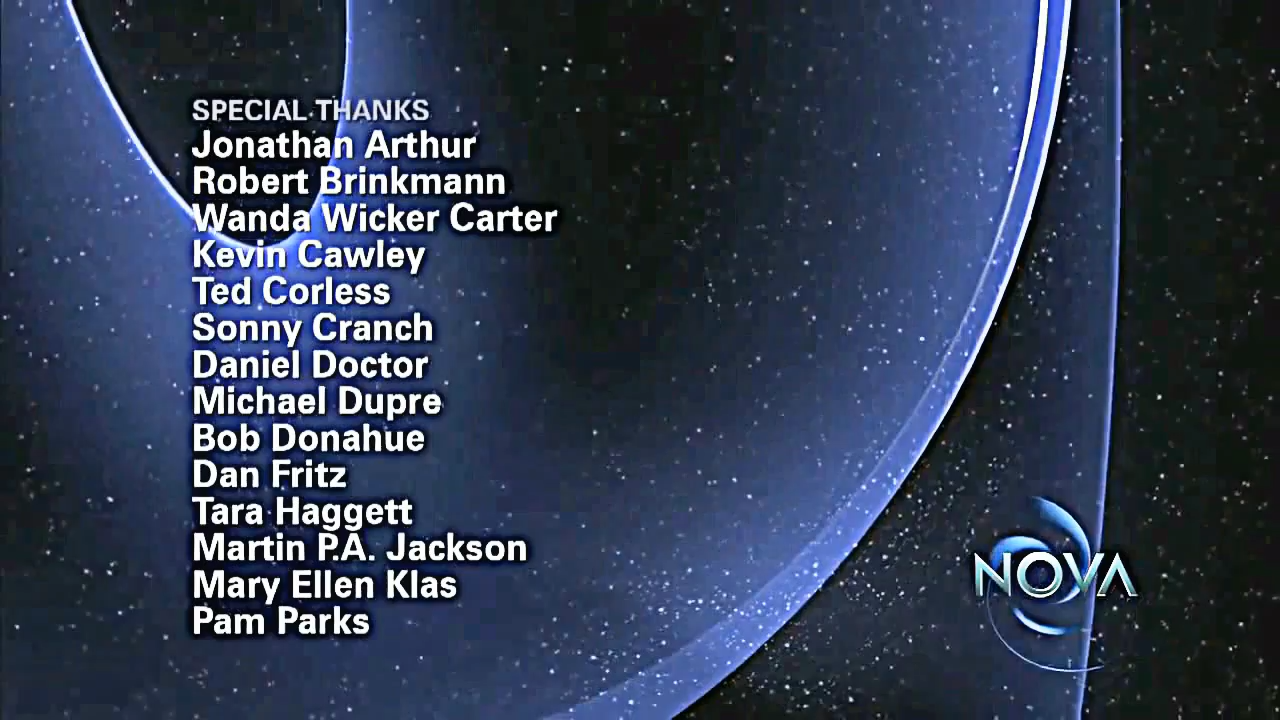 SPECIAL THANKS
Jonathan Arthur
Robert Brinkmann
Wanda Wicker Carter
Kevin Cawley
Ted Corless
Sonny Cranch
Daniel Doctor
Michael Dupre
Bob Donahue
Dan Fritz
Tara Haggett
Martin P.A. Jackson
Mary Ellen Klas
Pam Parks
NOVA